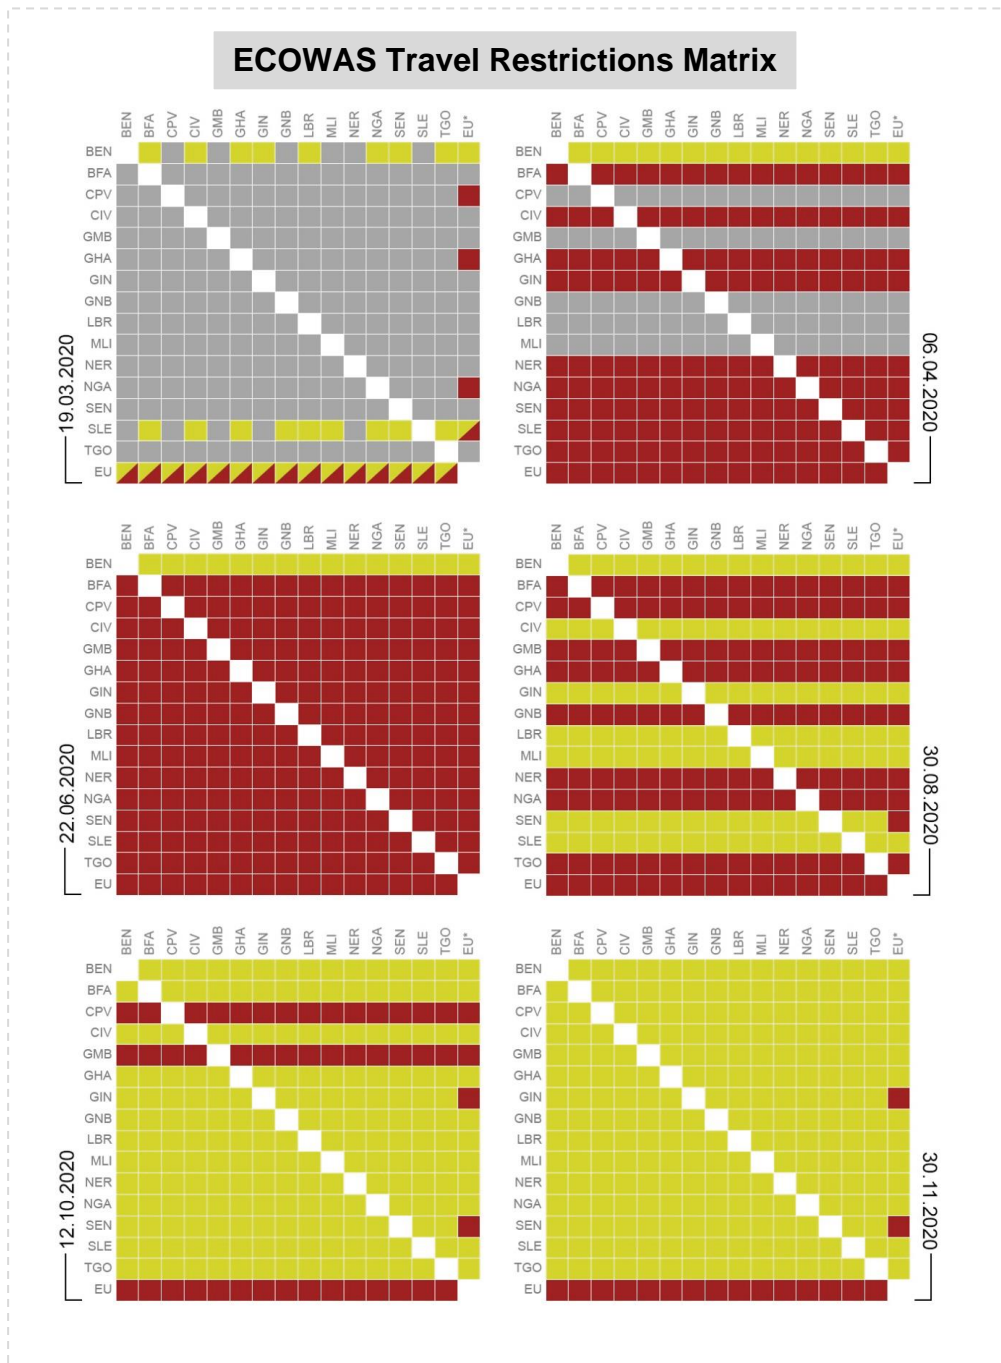 ECOWAS Travel Restrictions Matrix
BEN BFA CPV CIV GMB GHA GIN GNB LBR MLI NER NGA SEN SLE TGO EU*
BEN
BFA
CPV
CIV
GMB
GHA
GIN
GNB
LBR
MLI
NER
NGA
SEN
SLE
TGO
EU
19.03.2020
BEN BFA CPV CIV GMB GHA GIN GNB LBR MLI NER NGA SEN SLE TGO EU*
BEN
BFA
CPV
CIV
GMB
GHA
GIN
GNB
LBR
MLI
NER
NGA
SEN
SLE
TGO
EU
06.04.2020
BEN BFA CPV CIV GMB GHA GIN GNB LBR MLI NER NGA SEN SLE TGO EU*
BEN
BFA
CPV
CIV
GMB
GHA
GIN
GNB
LBR
MLI
NER
NGA
SEN
SLE
TGO
EU
22.06.2020
BEN BFA CPV CIV GMB GHA GIN GNB LBR MLI NER NGA SEN SLE TGO EU*
BEN
BFA
CPV
CIV
GMB
GHA
GIN
GNB
LBR
MLI
NER
NGA
SEN
SLE
TGO
EU
30.08.2020
BEN BFA CPV CIV GMB GHA GIN GNB LBR MLI NER NGA SEN SLE TGO EU*
BEN
BFA
CPV
CIV
GMB
GHA
GIN
GNB
LBR
MLI
NER
NGA
SEN
SLE
TGO
EU
12.10.2020
BEN BFA CPV CIV GMB GHA GIN GNB LBR MLI NER NGA SEN SLE TGO EU*
BEN
BFA
CPV
CIV
GMB
GHA
GIN
GNB
LBR
MLI
NER
NGA
SEN
SLE
TGO
EU
30.11.2020